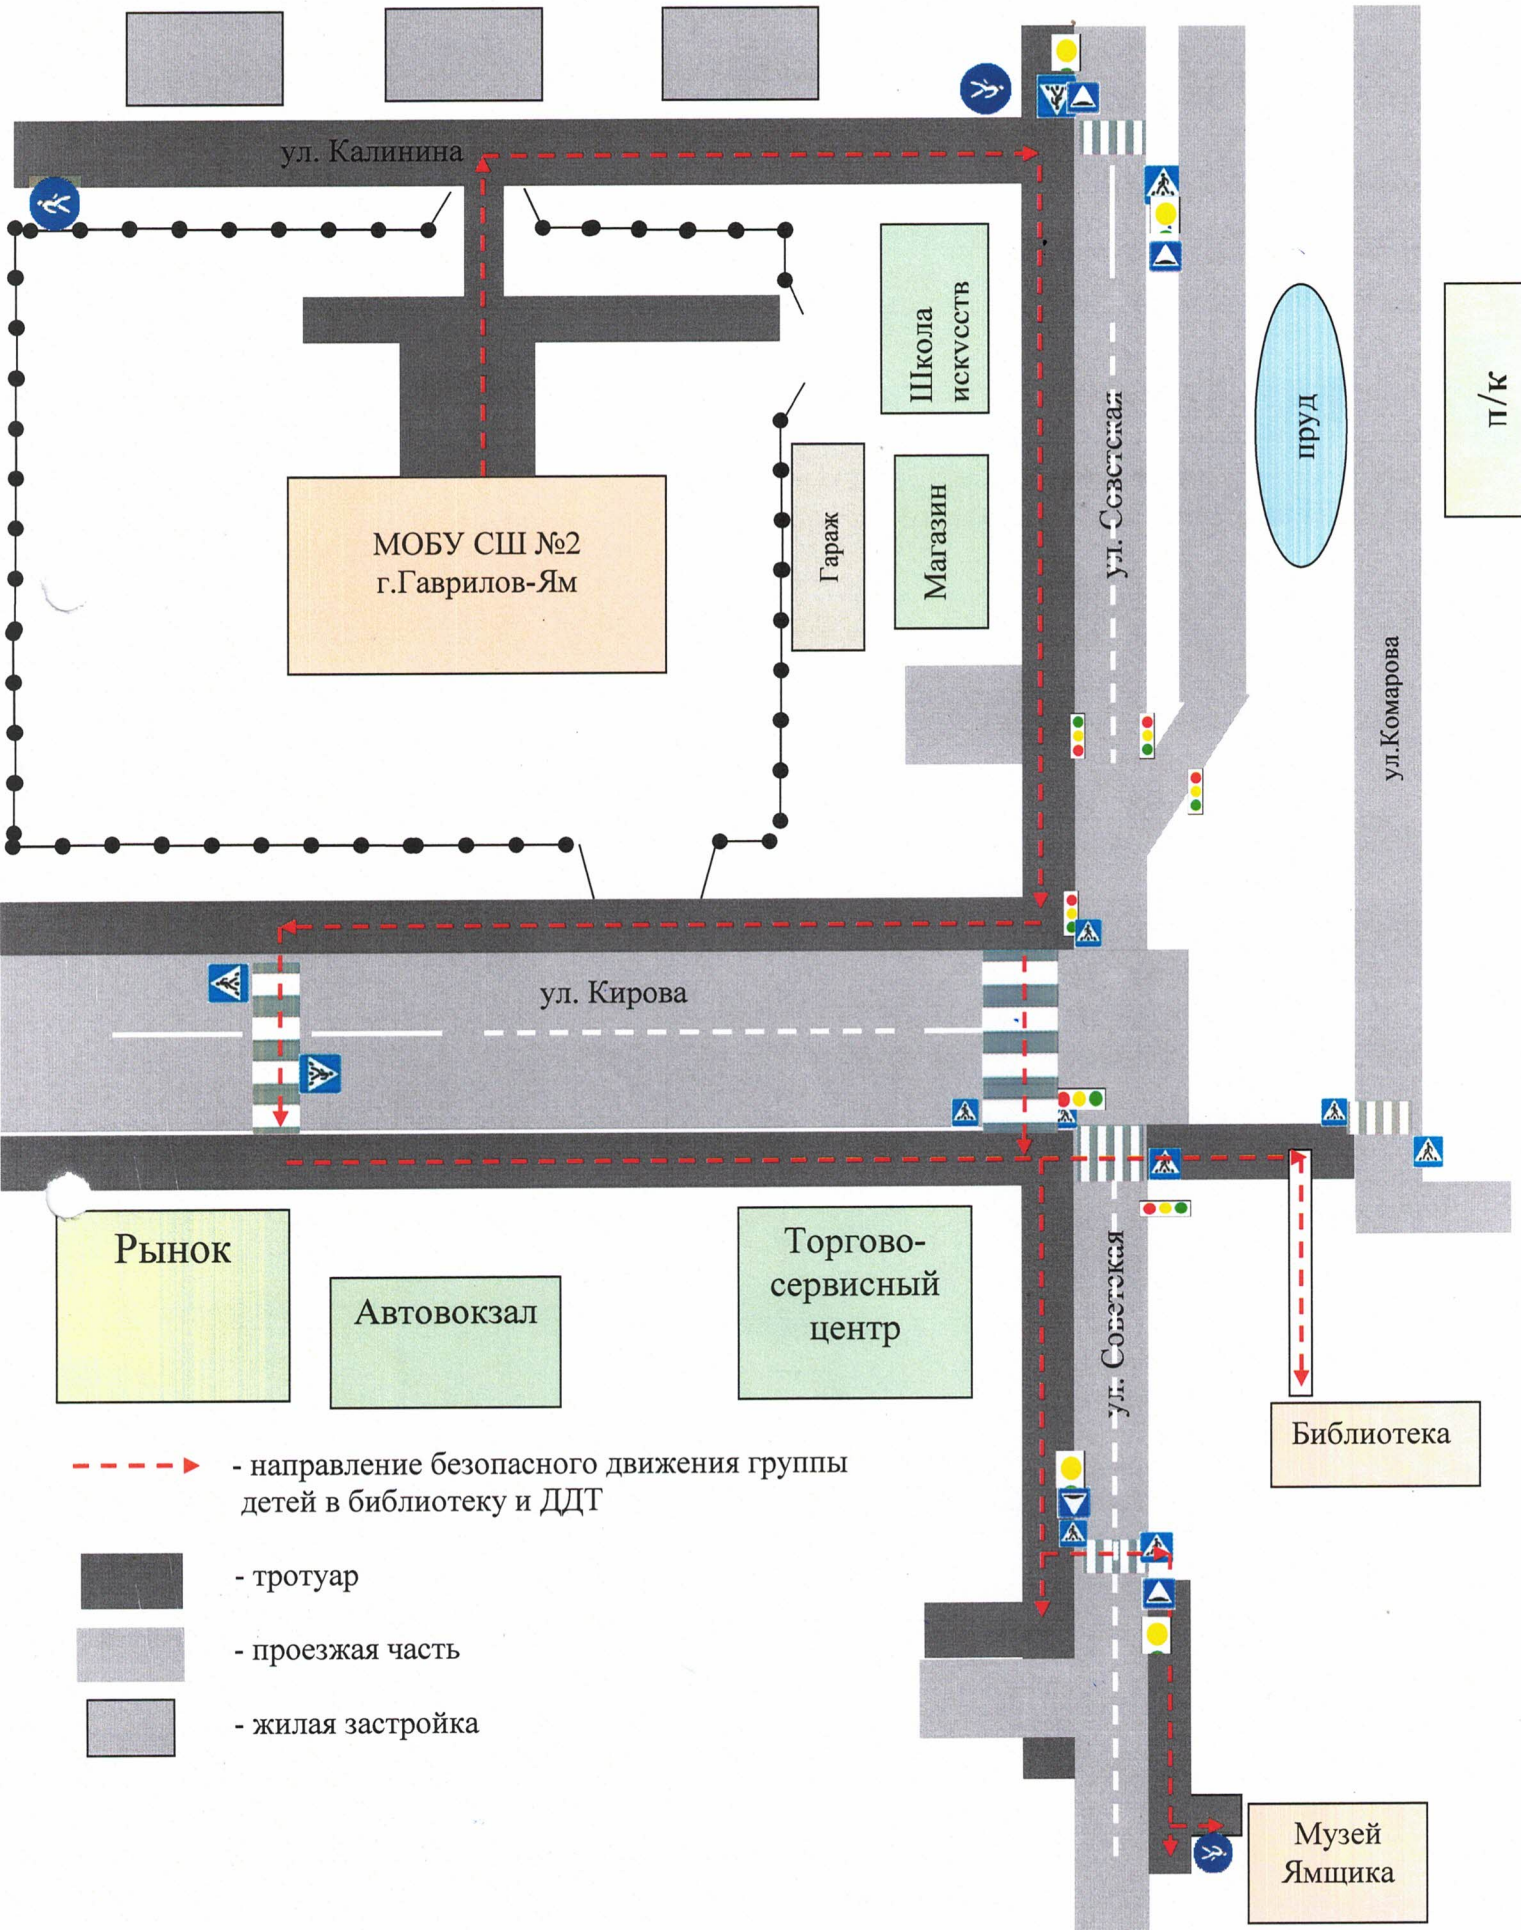 ул. Калинина
Школа
искусств
ул. Советская
пруд
п/к
МОБУ СШ №2
г.Гаврилов-Ям
Гараж
Магазин
ул.Комарова
ул. Кирова
Рынок
Автовокзал
Торгово-
сервисный
центр
ул. Советская
Библиотека
- направление безопасного движения группы
детей в библиотеку и ДДТ
- тротуар
- проезжая часть
- жилая застройка
Музей
Ямщика